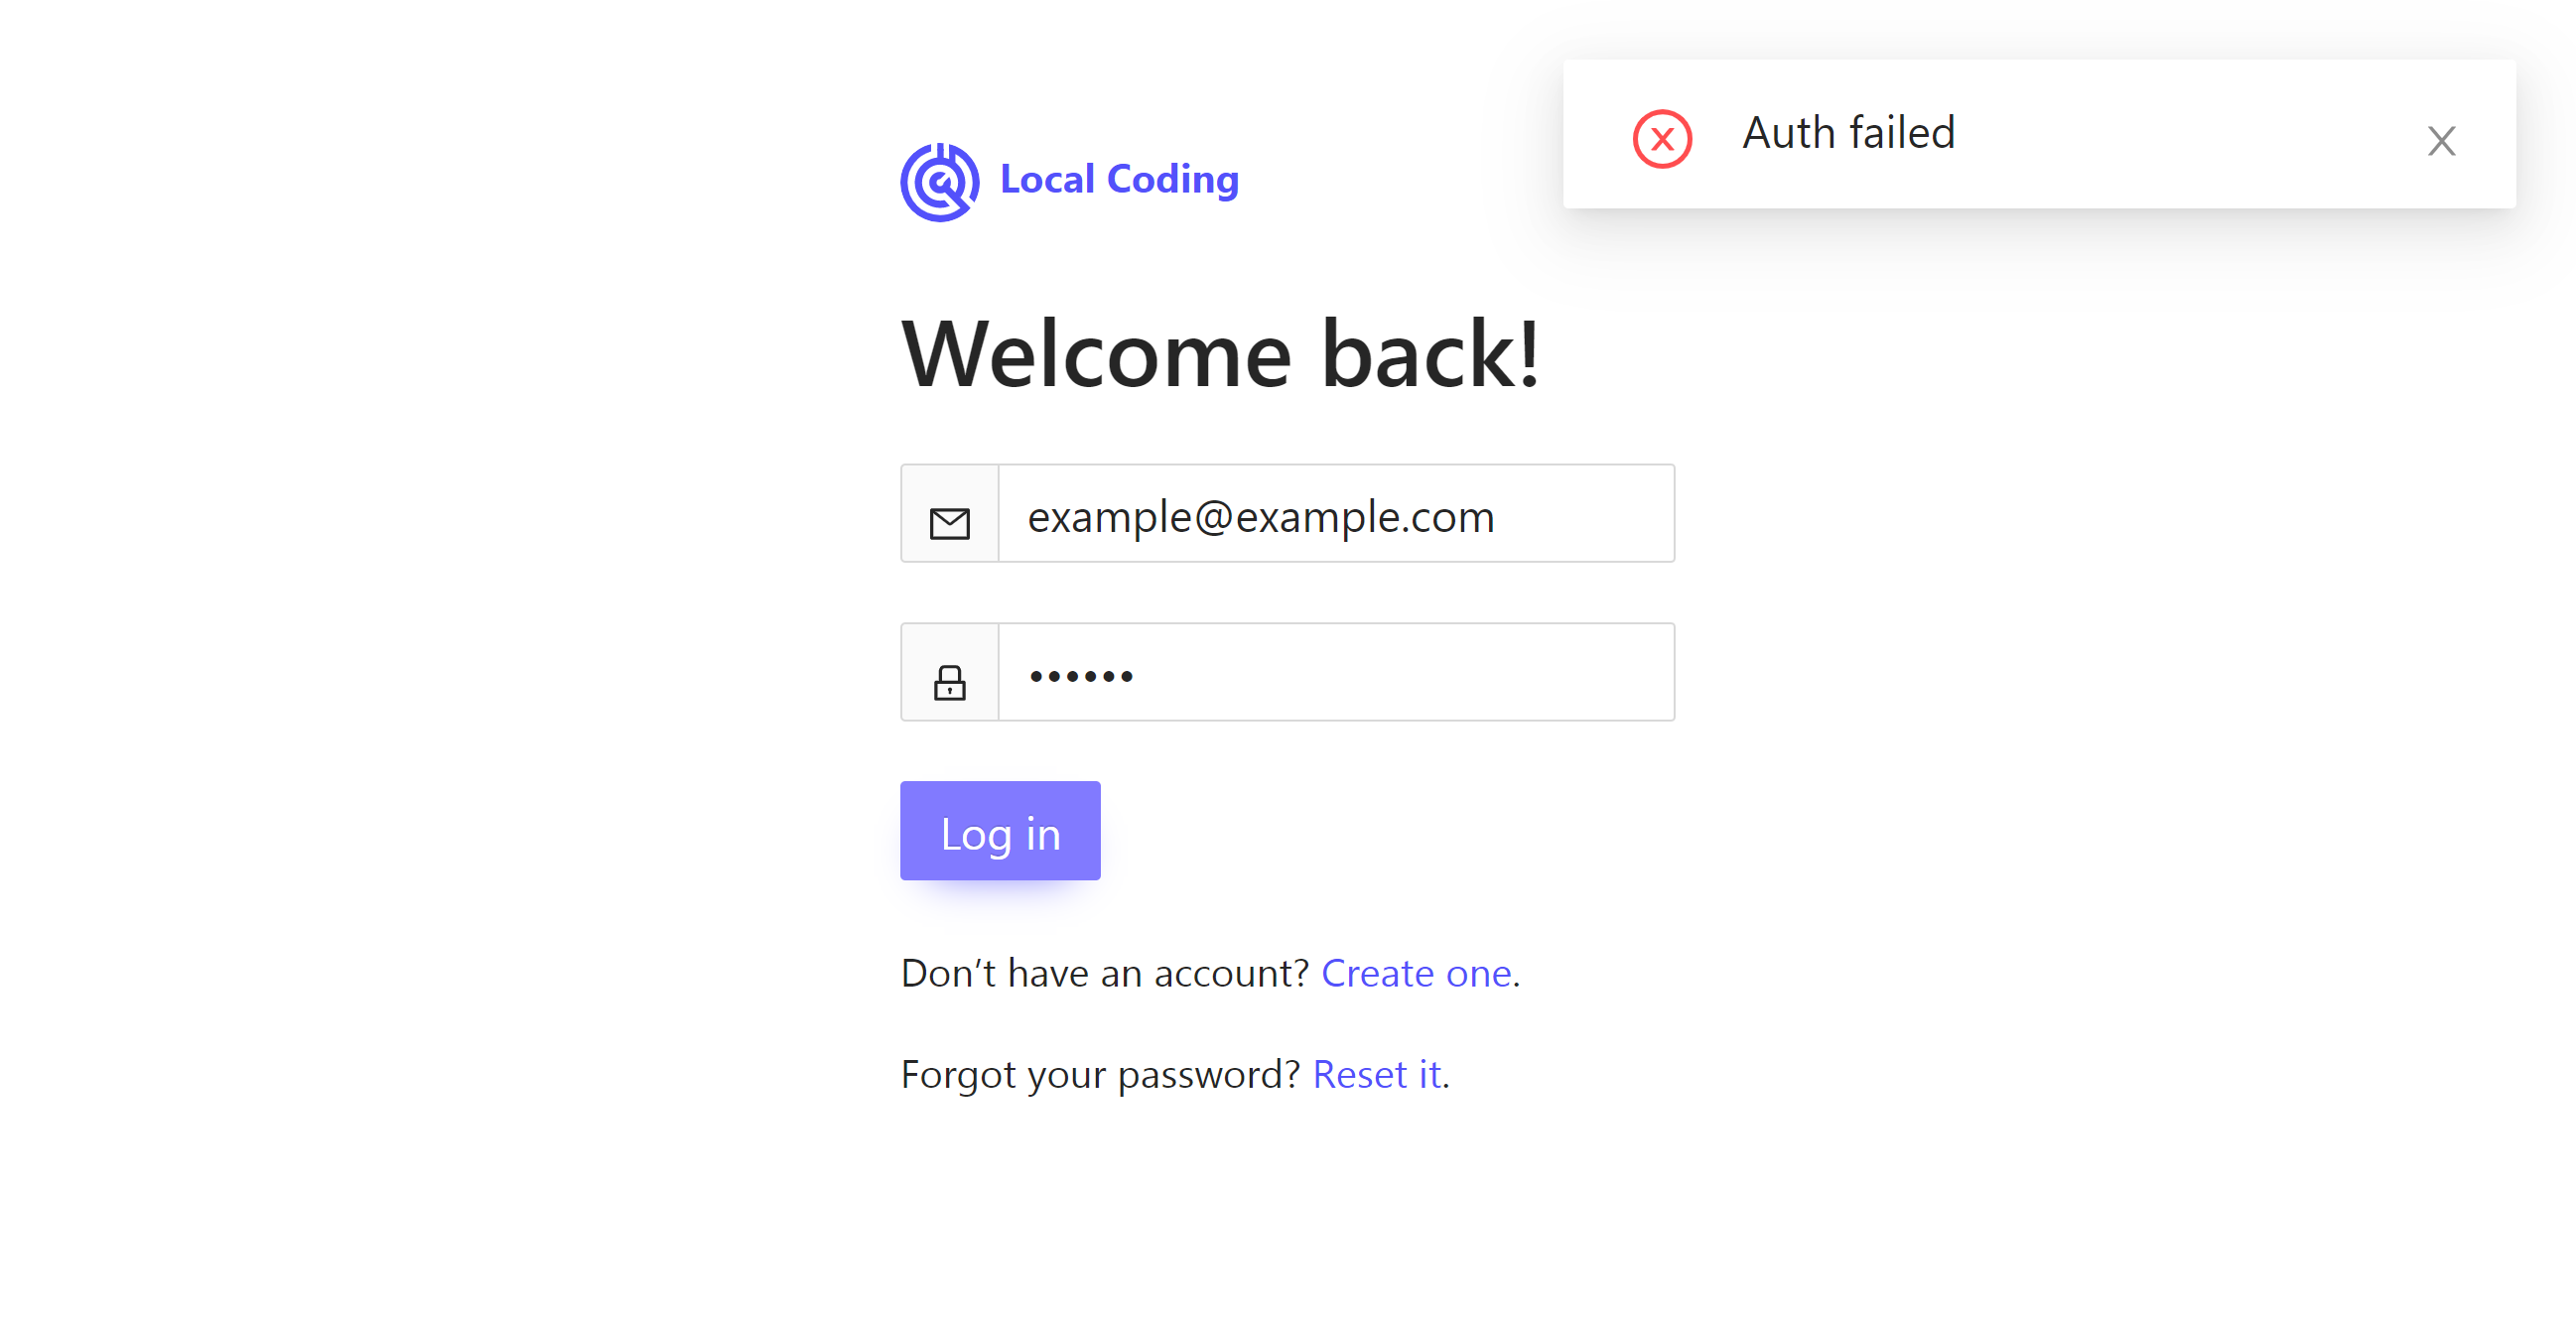 Local Coding
Auth failed
Welcome back!
example@example.com
••••••
Log in
Don’t have an account? Create one.
Forgot your password? Reset it.